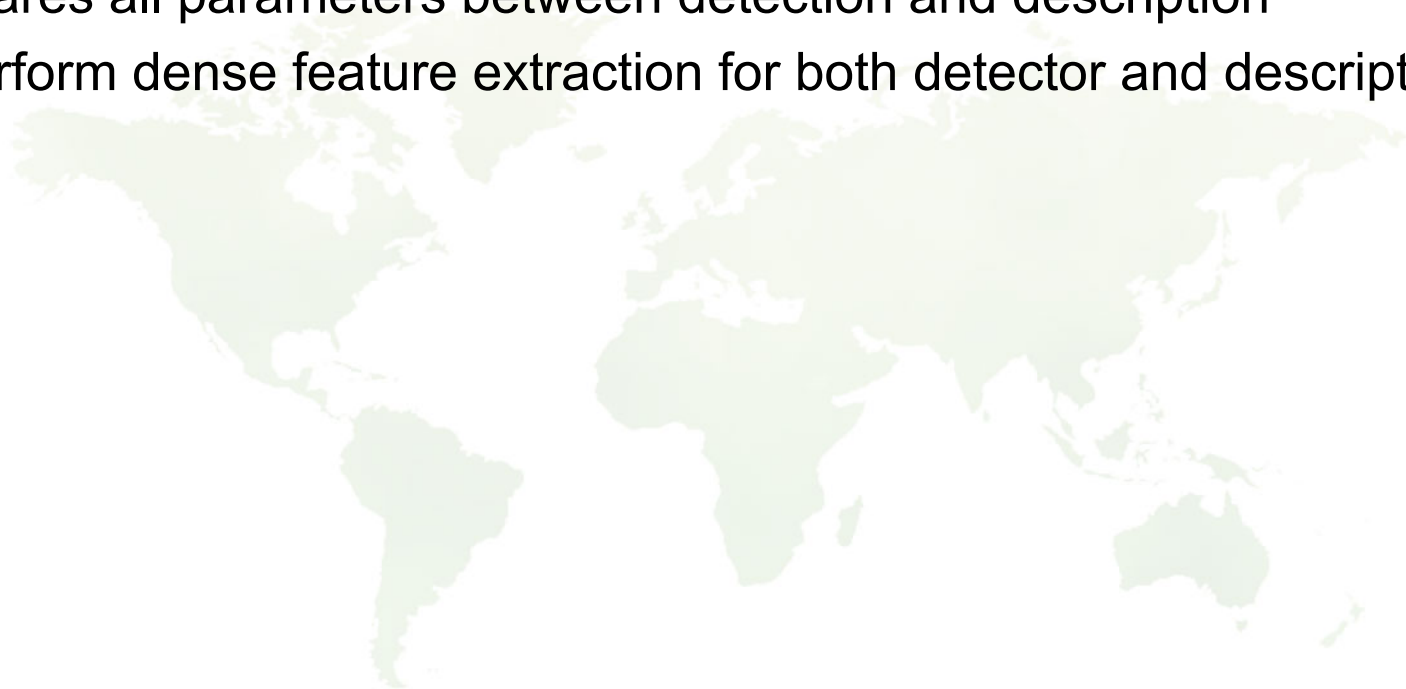 ares all parameters between detection and description
rform dense feature extraction for both detector and descript